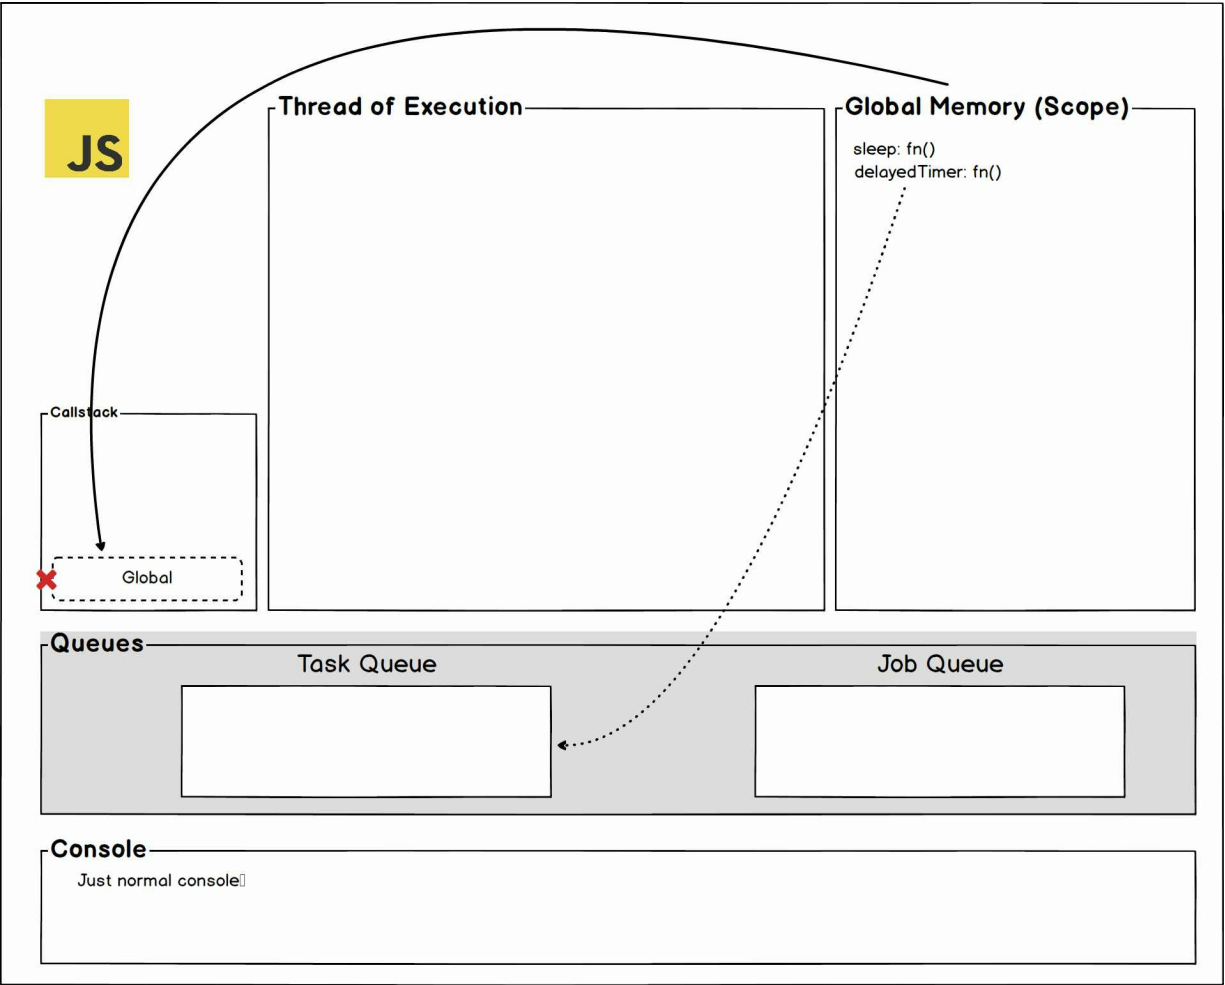 JS
Thread of Execution
Global Memory (Scope)
sleep: fn()
delayedTimer: fn()
Callstack
Global
Queues
Task Queue
Job Queue
Console
Just normal console▯